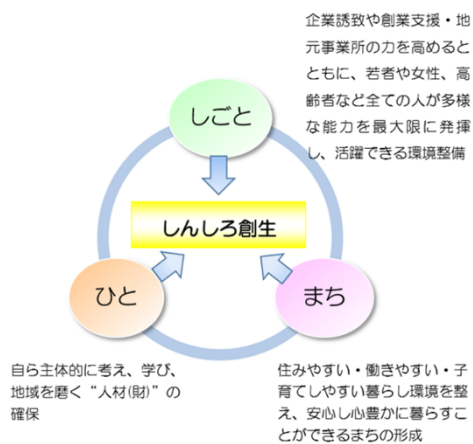 企業誘致や創業支援・地
元事業所の力を高めると
ともに、若者や女性、高
齢者など全ての人が多様
な能力を最大限に発揮
し、活躍できる環境整備
しごと
しんしろ創生
ひと
まち
自ら主体的に考え、学び、
地域を磨く“人材(財)”の
確保
住みやすい・働きやすい・子
育てしやすい暮らし環境を整
え、安心し心豊かに暮らすこ
とができるまちの形成